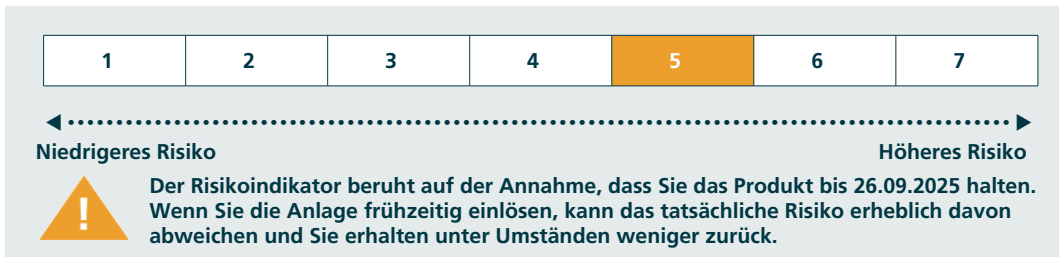 1 2 3 4 5 6 7
Niedrigeres Risiko Höheres Risiko
Der Risikoindikator beruht auf der Annahme, dass Sie das Produkt bis 26.09.2025 halten.
Wenn Sie die Anlage frühzeitig einlösen, kann das tatsächliche Risiko erheblich davon
abweichen und Sie erhalten unter Umständen weniger zurück.